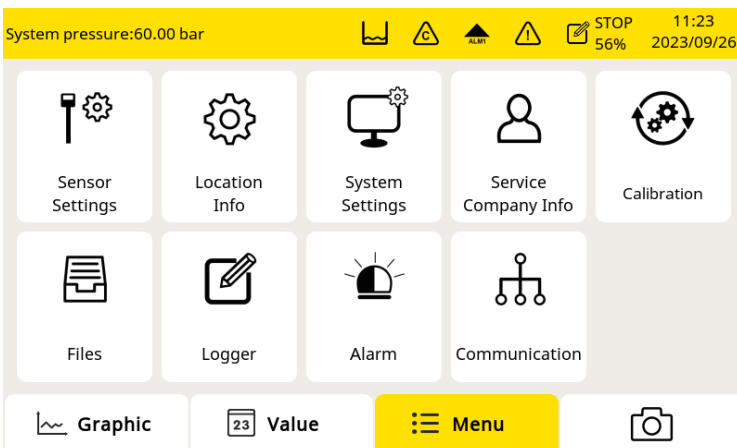 System pressure:60.00 bar
C
ALM1
STOP
56%
11:23
2023/09/26
Sensor
Settings
Location
Info
System
Settings
Service
Company Info
Calibration
Files
Logger
Alarm
Communication
Graphic
23
Value
Menu